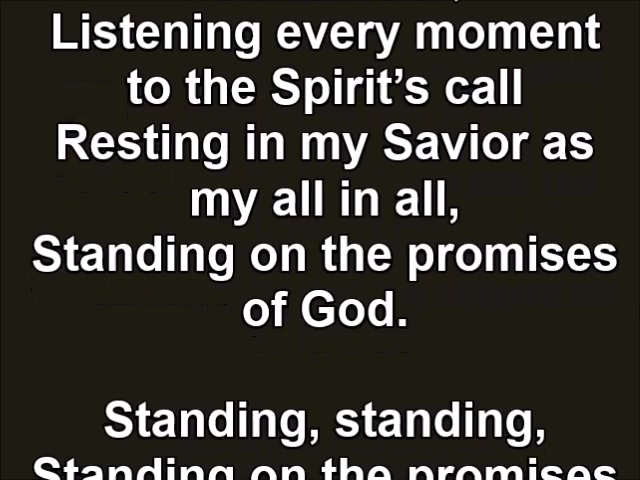 Listening every moment
to the Spirit’s call
Resting in my Savior as
my all in all,
Standing on the promises
of God.
Standing, standing,
Standing on the promises